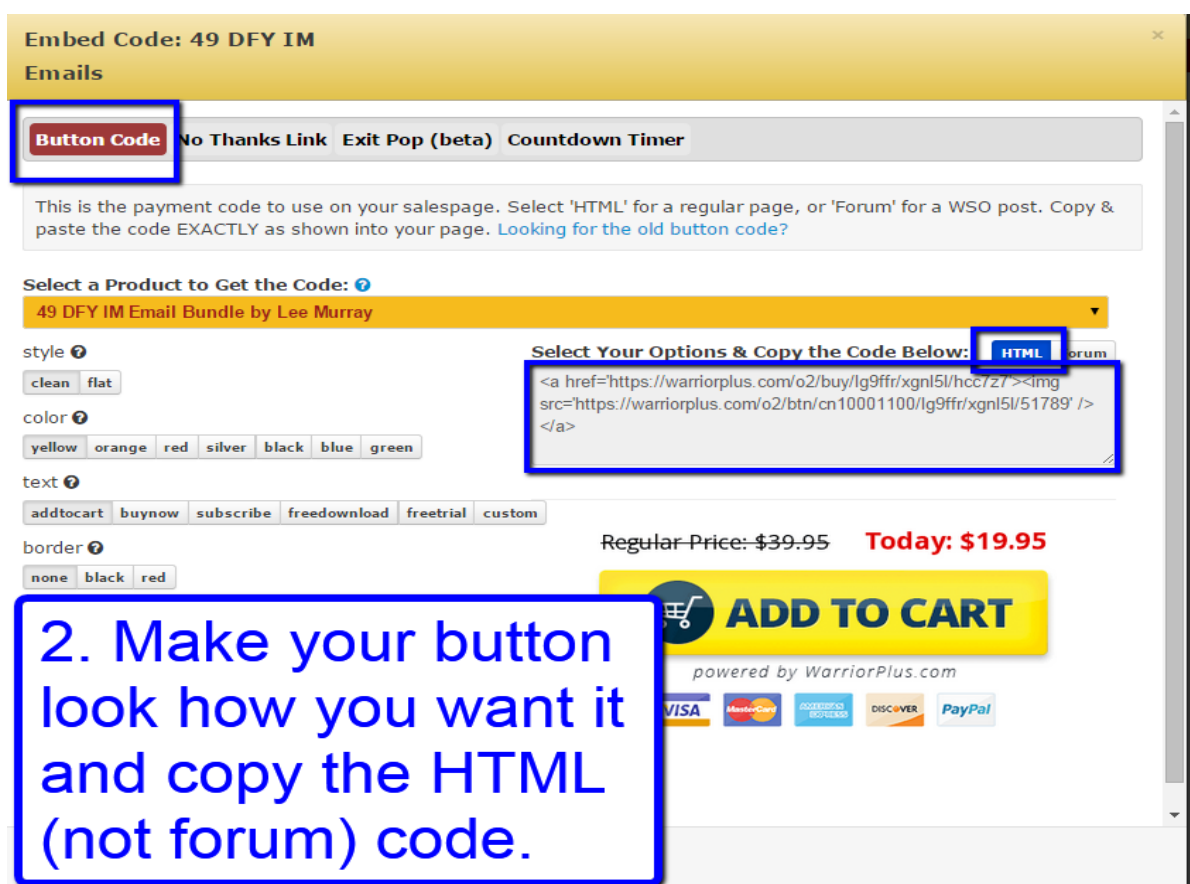 Embed Code: 49 DFY IM
Emails
×
Button Code No Thanks Link Exit Pop (beta) Countdown Timer
This is the payment code to use on your salespage. Select 'HTML' for a regular page, or 'Forum' for a WSO post. Copy &
paste the code EXACTLY as shown into your page. Looking for the old button code?
Select a Product to Get the Code: ?
49 DFY IM Email Bundle by Lee Murray
style ?
clean flat
color ?
yellow orange red silver black blue green
text ?
addtocart buynow subscribe freedownload freetrial custom
border ?
none black red
Select Your Options & Copy the Code Below: HTML orum
<a href='https://warriorplus.com/o2/buy/lg9ffr/xgnl5l/hcc7z7'><img
src='https://warriorplus.com/o2/btn/cn10001100/lg9ffr/xgnl5l/51789' />
</a>
Regular Price: $39.95 Today: $19.95
ADD TO CART
powered by WarriorPlus.com
VISA MasterCard AMERICAN EXPRESS DISCOVER PayPal
2. Make your button
look how you want it
and copy the HTML
(not forum) code.